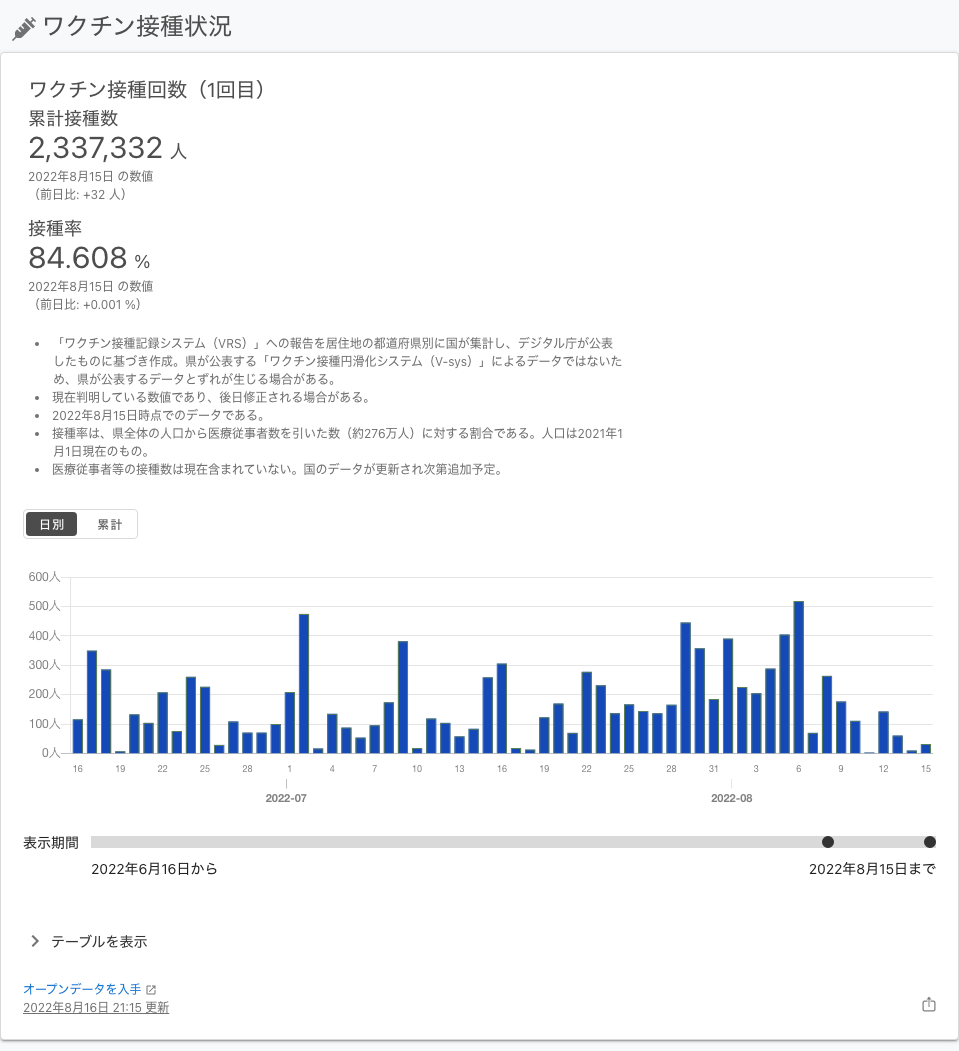 ワクチン接種状況
ワクチン接種回数（1回目）
累計接種数
2,337,332 人
2022年8月15日 の数値
（前日比: +32 人）
接種率
84.608 %
2022年8月15日 の数値
（前日比: +0.001 %）
• 「ワクチン接種記録システム（VRS）」への報告を居住地の都道府県別に国が集計し、デジタル庁が公表
したものに基づき作成。県が公表する「ワクチン接種円滑化システム（V-sys）」によるデータではないた
め、県が公表するデータとずれが生じる場合がある。
• 現在判明している数値であり、後日修正される場合がある。
• 2022年8月15日時点でのデータである。
• 接種率は、県全体の人口から医療従事者数を引いた数（約276万人）に対する割合である。人口は2021年1
月1日現在のもの。
• 医療従事者等の接種数は現在含まれていない。国のデータが更新され次第追加予定。
日別 累計
600人
500人
400人
300人
200人
100人
0人
16 19 22 25 28 1 4 7 10 13 16 19 22 25 28 31 3 6 9 12 15
2022-07 2022-08
表示期間
2022年6月16日から 2022年8月15日まで
テーブルを表示
オープンデータを入手
2022年8月16日 21:15 更新